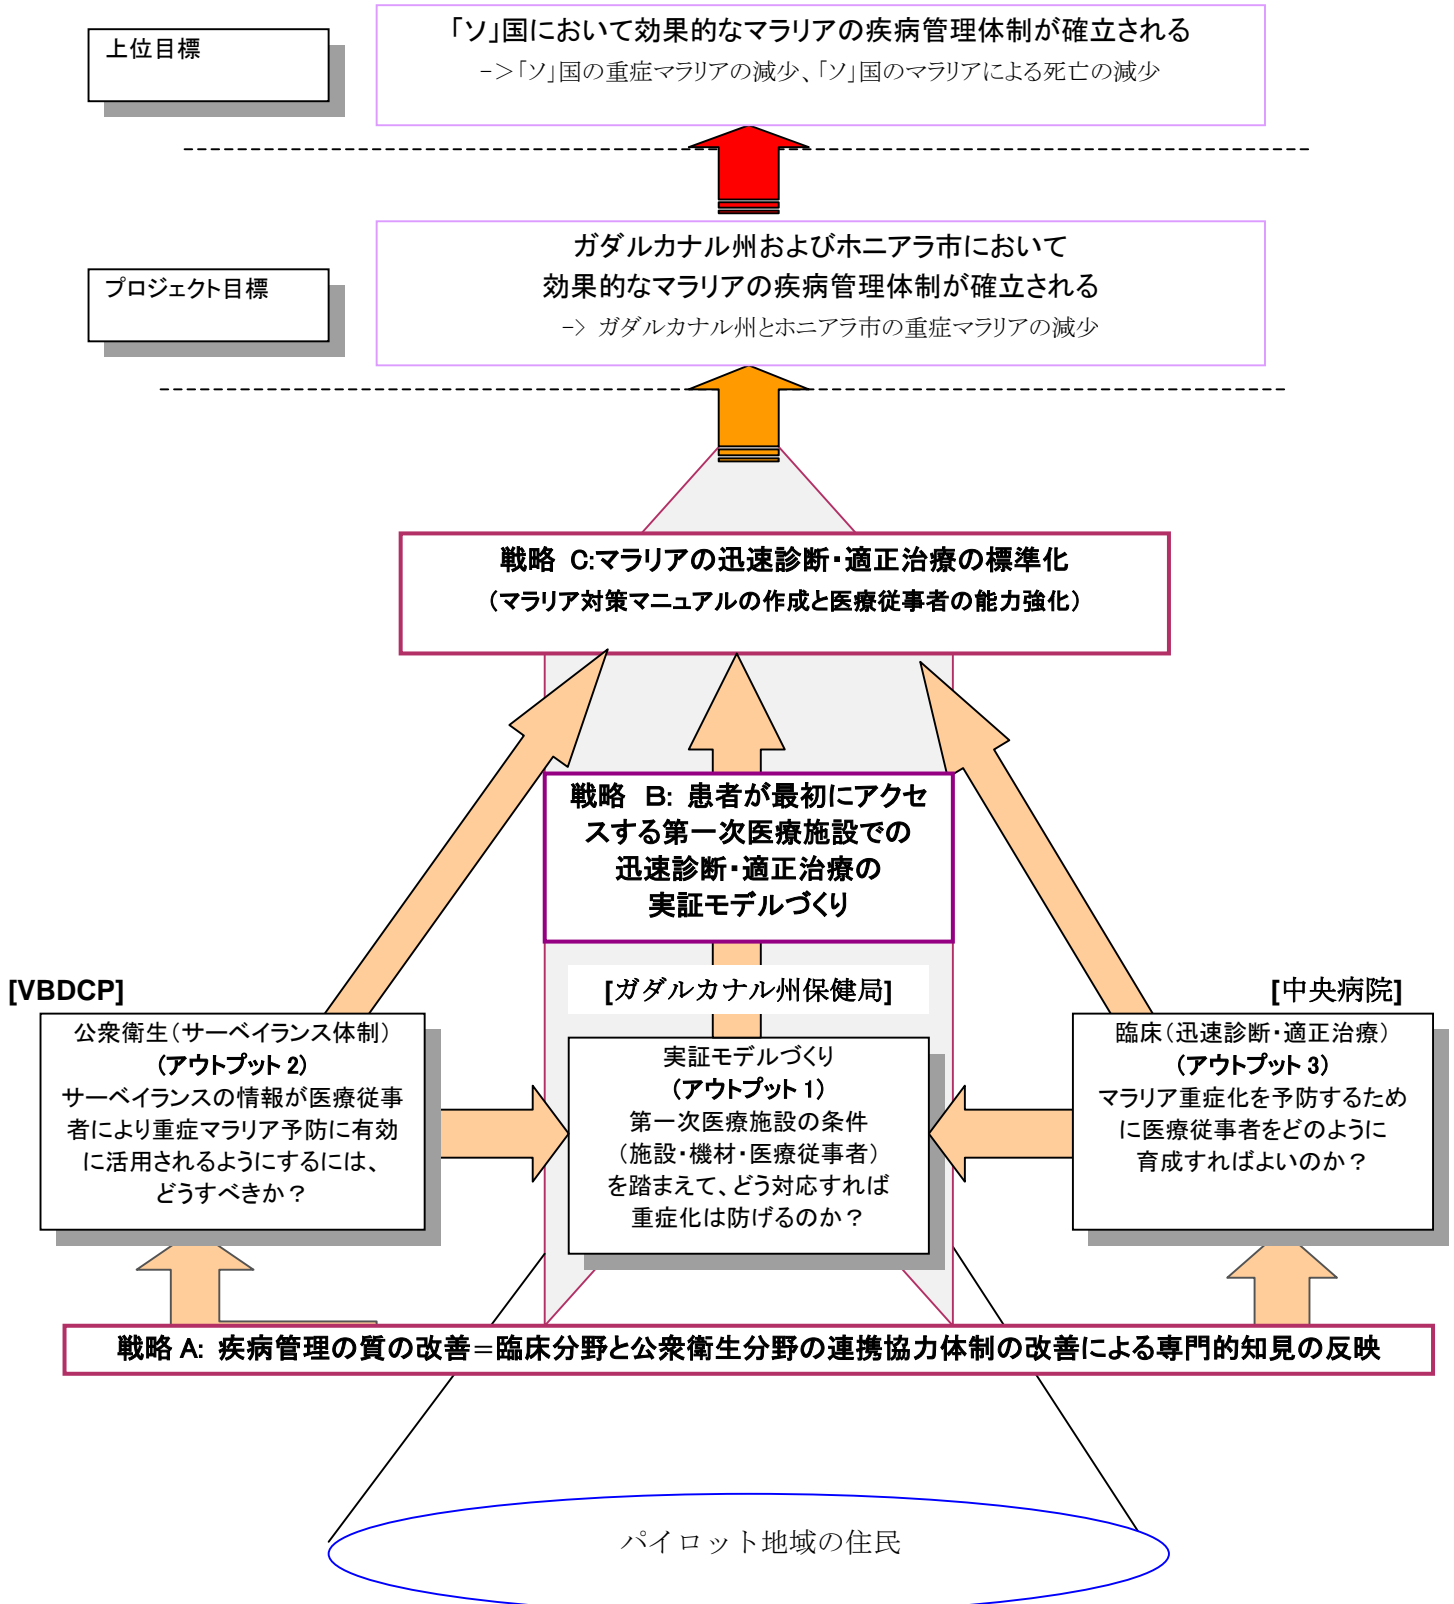 上位目標
「ソ」国において効果的なマラリアの疾病管理体制が確立される
->「ソ」国の重症マラリアの減少、「ソ」国のマラリアによる死亡の減少
プロジェクト目標
ガダルカナル州およびホニアラ市において
効果的なマラリアの疾病管理体制が確立される
-> ガダルカナル州とホニアラ市の重症マラリアの減少
戦略 C:マラリアの迅速診断・適正治療の標準化
（マラリア対策マニュアルの作成と医療従事者の能力強化）
戦略 B: 患者が最初にアクセ
スする第一次医療施設での
迅速診断・適正治療の
実証モデルづくり
[VBDCP]
公衆衛生（サーベイランス体制）
(アウトプット 2)
サーベイランスの情報が医療従事
者により重症マラリア予防に有効
に活用されるようにするには、
どうすべきか？
[ガダルカナル州保健局]
実証モデルづくり
(アウトプット 1)
第一次医療施設の条件
（施設・機材・医療従事者）
を踏まえて、どう対応すれば
重症化は防げるのか？
[中央病院]
臨床（迅速診断・適正治療）
(アウトプット 3)
マラリア重症化を予防するため
に医療従事者をどのように
育成すればよいのか？
戦略 A: 疾病管理の質の改善＝臨床分野と公衆衛生分野の連携協力体制の改善による専門的知見の反映
パイロット地域の住民